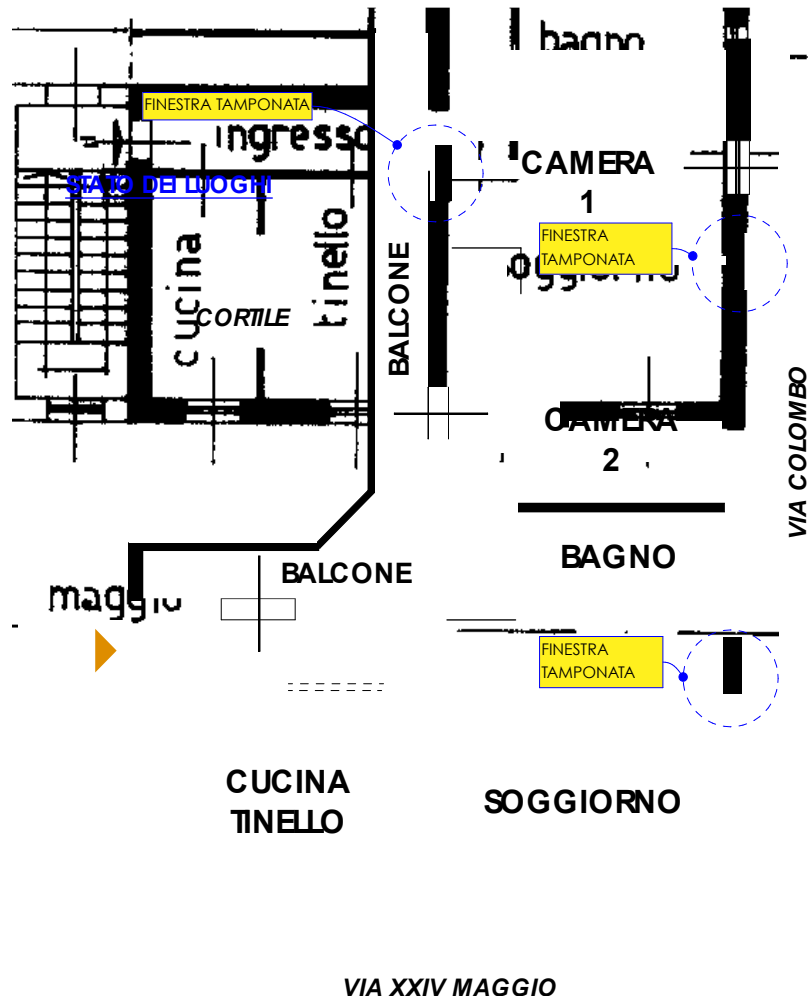 bagno
FINESTRA TAMPONATA
ingresso
CAMERA
1
STATO DEI LUOGHI
FINESTRA
TAMPONATA
cucina
tinello
CORTILE
BALCONE
VIA COLOMBO
CAMERA
2
BAGNO
BALCONE
maggio
FINESTRA
TAMPONATA
CUCINA
TINELLO
SOGGIORNO
VIA XXIV MAGGIO